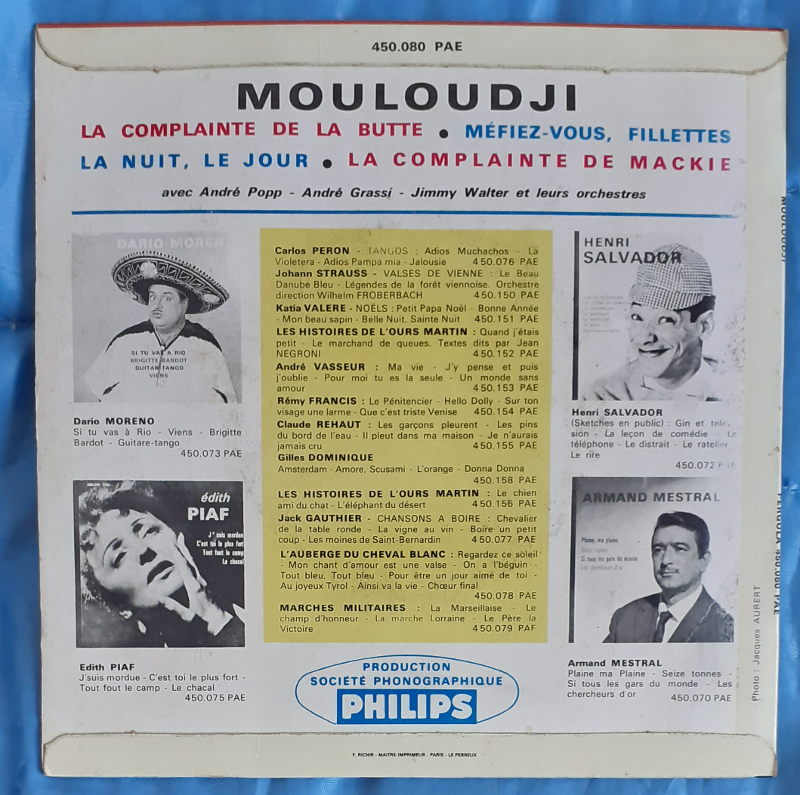 450.080 PAE
MOULOUDJI
LA COMPLAINTE DE LA BUTTE • MÉFIEZ-VOUS, FILLETTES
LA NUIT, LE JOUR • LA COMPLAINTE DE MACKIE
avec André Popp - André Grassi - Jimmy Walter et leurs orchestres
DARIO MOREN
SI TU VAS A RIO
BRIGITTE BARDOT
GUITARE-TANGO
VIENS
Dario MORENO
Si tu vas à Rio - Viens - Brigitte
Bardot - Guitare-tango
450.073 PAE
édith
PIAF
J'suis mordue
C'est toi le plus fort
Tout fout le camp
Le chacal
Edith PIAF
J'suis mordue - C'est toi le plus fort -
Tout fout le camp - Le chacal
450.075 PAE
Carlos PERON - TANGOS : Adios Muchachos - La
Violetera - Adios Pampa mia - Jalousie 450.076 PAE
Johann STRAUSS - VALSES DE VIENNE : Le Beau
Danube Bleu - Légendes de la forêt viennoise. Orchestre
direction Wilhelm FROBERBACH 450.150 PAE
Katia VALERE - NOËLS : Petit Papa Noël - Bonne Année
- Mon beau sapin - Belle Nuit, Sainte Nuit 450.151 PAE
LES HISTOIRES DE L'OURS MARTIN : Quand j'étais
petit - Le marchand de queues. Textes dits par Jean
NEGRONI 450.152 PAE
André VASSEUR : Ma vie - J'y pense et puis
j'oublie - Pour moi tu es la seule - Un monde sans
amour 450.153 PAE
Rémy FRANCIS : Le Pénitencier - Hello Dolly - Sur ton
visage une larme - Que c'est triste Venise 450.154 PAE
Claude REHAUT : Les garçons pleurent - Les pins
du bord de l'eau - Il pleut dans ma maison - Je n'aurais
jamais cru 450.155 PAE
Gilles DOMINIQUE
Amsterdam - Amore, Scusami - L'orange - Donna Donna
450.158 PAE
LES HISTOIRES DE L'OURS MARTIN : Le chien
ami du chat - L'éléphant du désert 450.156 PAE
Jack GAUTHIER - CHANSONS A BOIRE : Chevalier
de la table ronde - La vigne au vin - Boire un petit
coup - Les moines de Saint-Bernardin 450.077 PAE
L'AUBERGE DU CHEVAL BLANC : Regardez ce soleil
- Mon chant d'amour est une valse - On a l'béguin -
Tout bleu, Tout bleu - Pour être un jour aimé de toi -
Au joyeux Tyrol - Ainsi va la vie - Chœur final
450.078 PAE
MARCHES MILITAIRES : La Marseillaise - Le
champ d'honneur - La marche Lorraine - Le Père la
Victoire 450.079 PAE
HENRI
SALVADOR
Henri SALVADOR
(Sketches en public) : Gin et
sion - La leçon de comédie - Le
téléphone - Le distrait - Le ratelier
Le rire
450.072
ARMAND MESTRAL
Plaine, ma plaine
Seize tonnes
Si tous les gars du monde
Les chercheurs d'or
Armand MESTRAL
Plaine ma Plaine - Seize tonnes -
Si tous les gars du monde - Les
chercheurs d'or 450.070 PAE
PRODUCTION
SOCIÉTÉ PHONOGRAPHIQUE
PHILIPS
F. RICHIR - MAITRE-IMPRIMEUR - PARIS - LE PERREUX
Photo : Jacques AUBERT
MOULOUDJI
PERGOLA 450.080 PAE